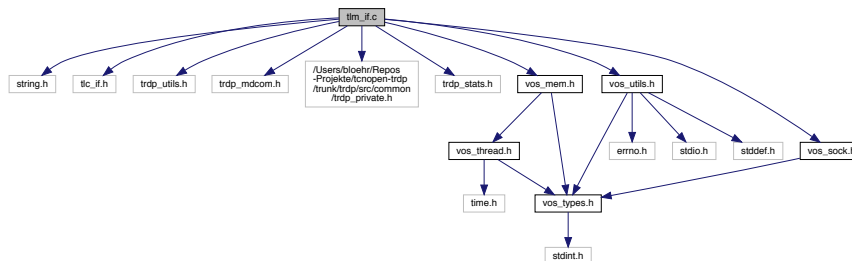 tlm_if.c
string.h
tlc_if.h
trdp_utils.h
trdp_mdcom.h
/Users/bloehr/Repos
-Projekte/tcnopen-trdp
/trunk/trdp/src/common
/trdp_private.h
trdp_stats.h
vos_mem.h
vos_utils.h
vos_thread.h
errno.h
stdio.h
stddef.h
vos_sock.h
time.h
vos_types.h
stdint.h